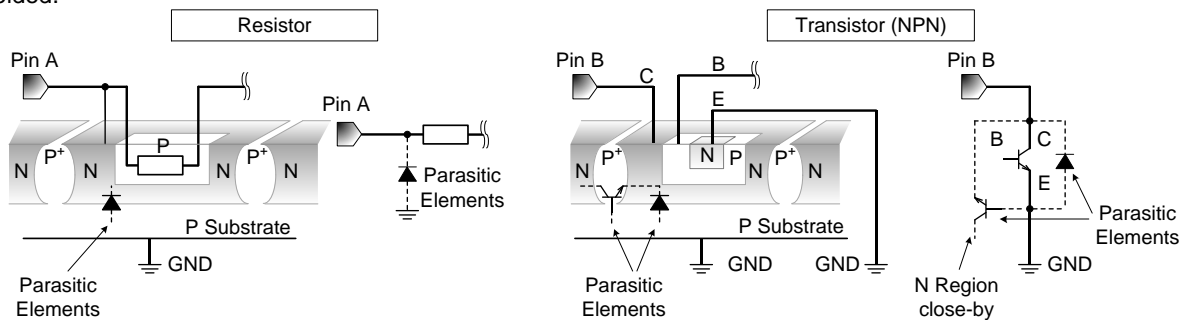 Resistor
Transistor (NPN)
Pin A
Pin A
N
P+
N
P
N
P+
N
Parasitic
Elements
P Substrate
GND
Parasitic
Elements
Pin B
C
B
E
Pin B
N
P+
N
N
P
N
P+
N
B
C
E
P Substrate
GND
GND
GND
Parasitic
Elements
Parasitic
Elements
N Region
close-by